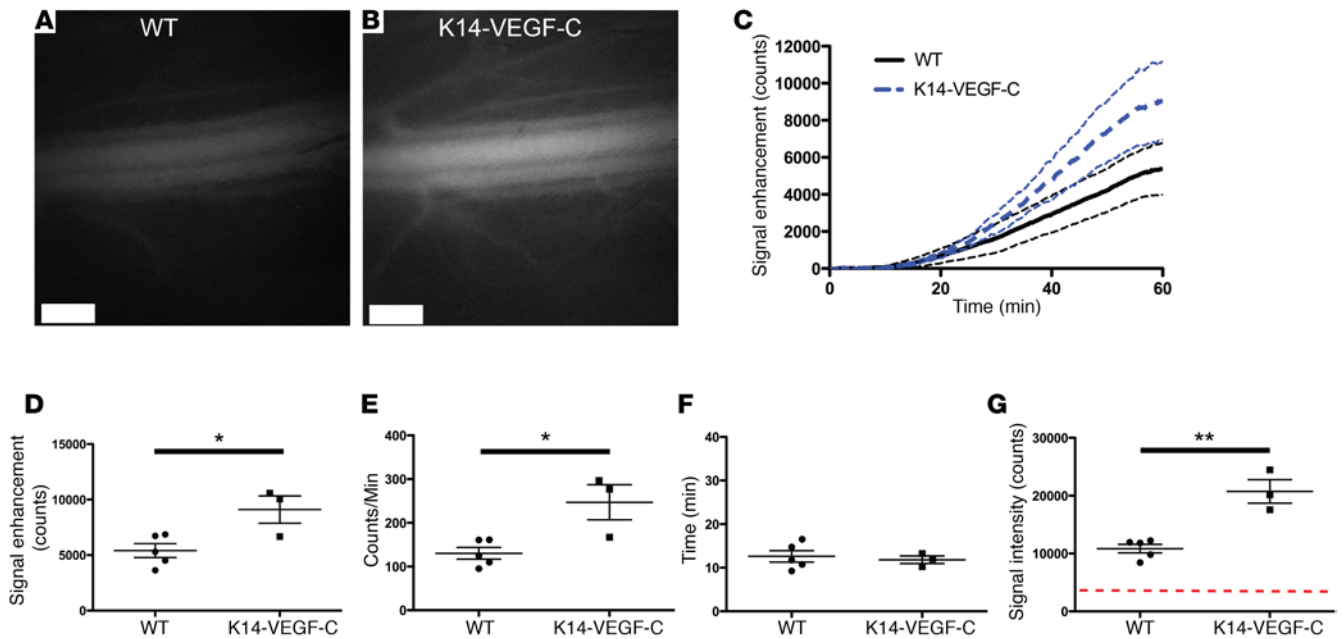 A
WT
B
K14-VEGF-C
C
Signal enhancement (counts)
12000
10000
8000
6000
4000
2000
0
WT
K14-VEGF-C
0
20
40
60
Time (min)
D
Signal enhancement
(counts)
15000
10000
5000
0
*
WT
K14-VEGF-C
E
Counts/Min
400
300
200
100
0
*
WT
K14-VEGF-C
F
Time (min)
40
30
20
10
0
WT
K14-VEGF-C
G
Signal intensity (counts)
30000
20000
10000
0
**
WT
K14-VEGF-C